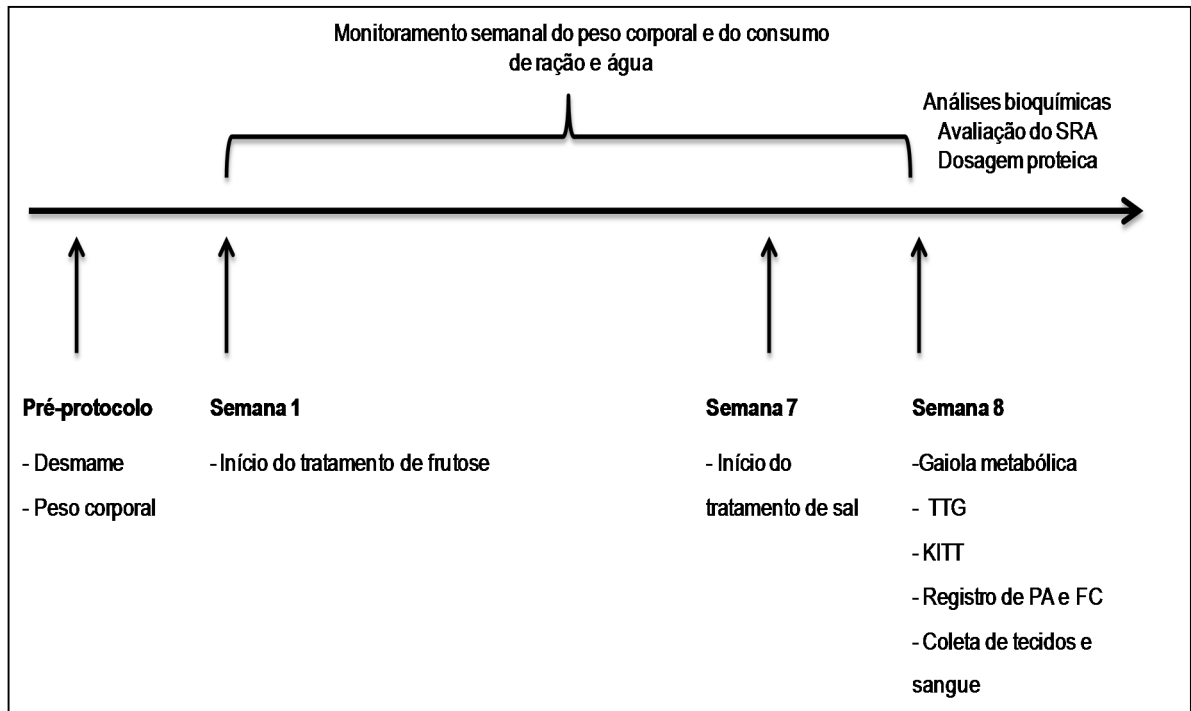 Monitoramento semanal do peso corporal e do consumo
de ração e água
Análises bioquímicas
Avaliação do SRA
Dosagem proteica
Pré-protocolo
- Desmame
- Peso corporal
Semana 1
- Início do tratamento de frutose
Semana 7
- Início do
tratamento de sal
Semana 8
-Gaiola metabólica
- TTG
- KITT
- Registro de PA e FC
- Coleta de tecidos e
sangue